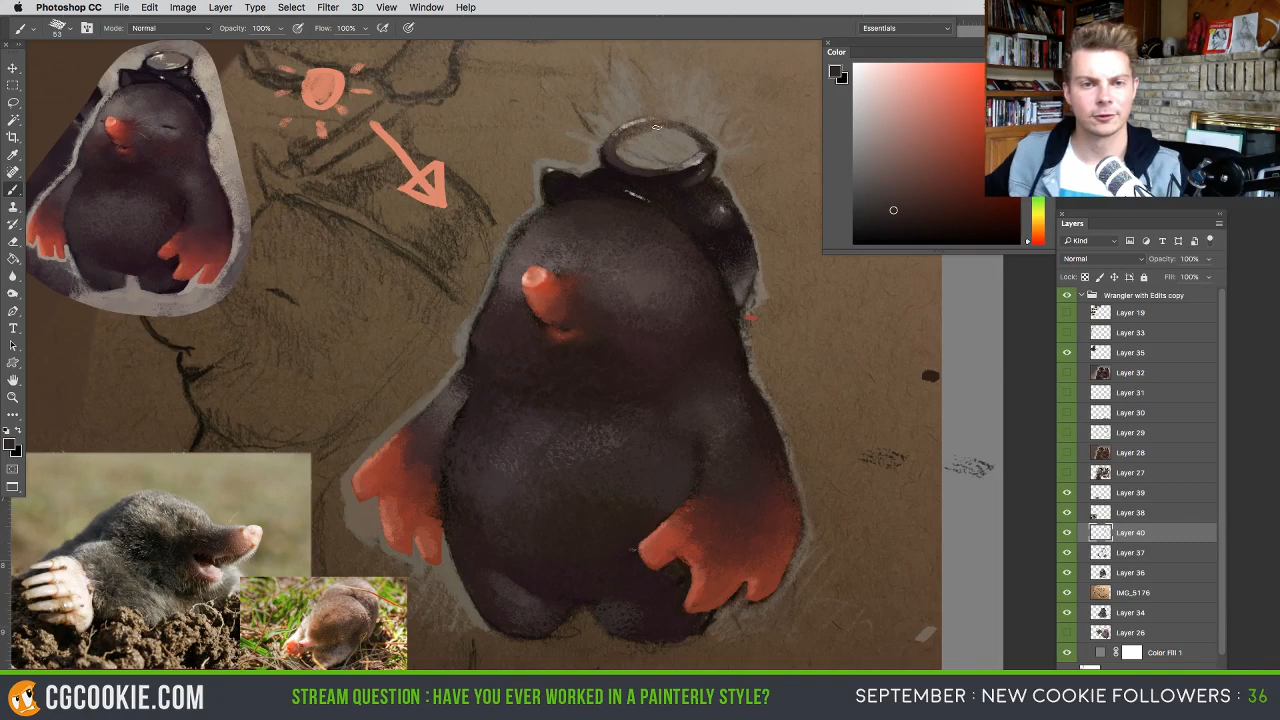 Photoshop CC File Edit Image Layer Type Select Filter 3D View Window Help
53 Mode: Normal Opacity: 100% Flow: 100% Essentials
Color
Layers
Kind
Normal Opacity: 100%
Lock: Fill: 100%
Wrangler with Edits copy
Layer 19
Layer 33
Layer 35
Layer 32
Layer 31
Layer 30
Layer 29
Layer 28
Layer 27
Layer 39
Layer 38
Layer 40
Layer 37
Layer 36
IMG_5176
Layer 34
Layer 26
Color Fill 1
8
9
CGCOOKIE.COM STREAM QUESTION : HAVE YOU EVER WORKED IN A PAINTERLY STYLE? SEPTEMBER : NEW COOKIE FOLLOWERS : 36